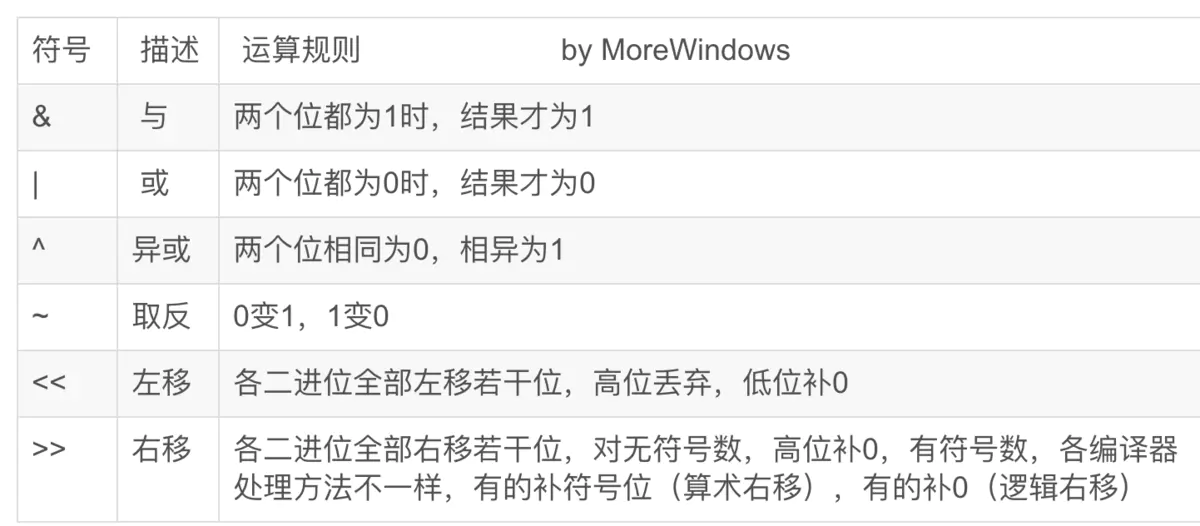 符号 描述 运算规则 by MoreWindows
& 与 两个位都为1时，结果才为1
| 或 两个位都为0时，结果才为0
^ 异或 两个位相同为0，相异为1
~ 取反 0变1，1变0
<< 左移 各二进位全部左移若干位，高位丢弃，低位补0
>> 右移 各二进位全部右移若干位，对无符号数，高位补0，有符号数，各编译器
处理方法不一样，有的补符号位（算术右移），有的补0（逻辑右移）